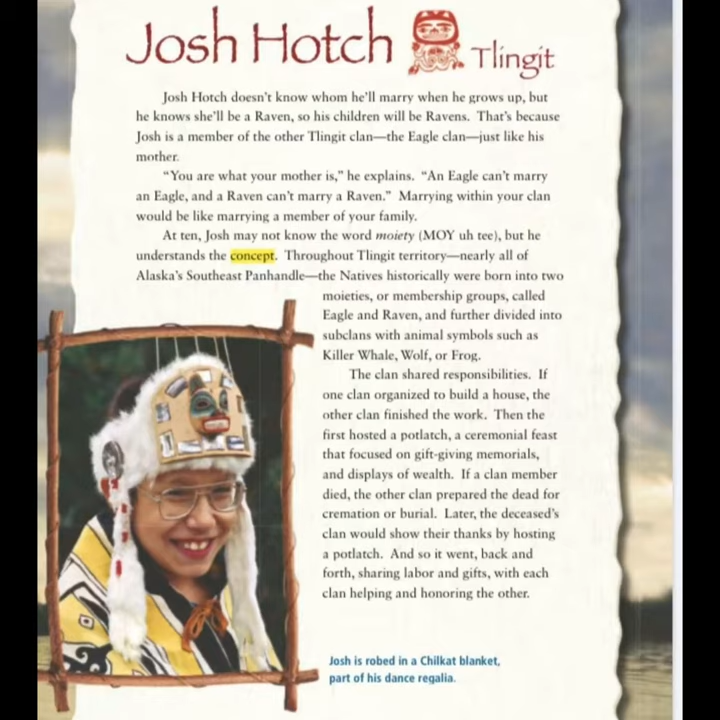 Josh Hotch Tlingit
Josh Hotch doesn't know whom he'll marry when he grows up, but
he knows she'll be a Raven, so his children will be Ravens. That's because
Josh is a member of the other Tlingit clan—the Eagle clan—just like his
mother.
"You are what your mother is," he explains. "An Eagle can't marry
an Eagle, and a Raven can't marry a Raven." Marrying within your clan
would be like marrying a member of your family.
At ten, Josh may not know the word moiety (MOY uh tee), but he
understands the concept. Throughout Tlingit territory—nearly all of
Alaska's Southeast Panhandle—the Natives historically were born into two
moieties, or membership groups, called
Eagle and Raven, and further divided into
subclans with animal symbols such as
Killer Whale, Wolf, or Frog.
The clan shared responsibilities. If
one clan organized to build a house, the
other clan finished the work. Then the
first hosted a potlatch, a ceremonial feast
that focused on gift-giving memorials,
and displays of wealth. If a clan member
died, the other clan prepared the dead for
cremation or burial. Later, the deceased's
clan would show their thanks by hosting
a potlatch. And so it went, back and
forth, sharing labor and gifts, with each
clan helping and honoring the other.
Josh is robed in a Chilkat blanket,
part of his dance regalia.